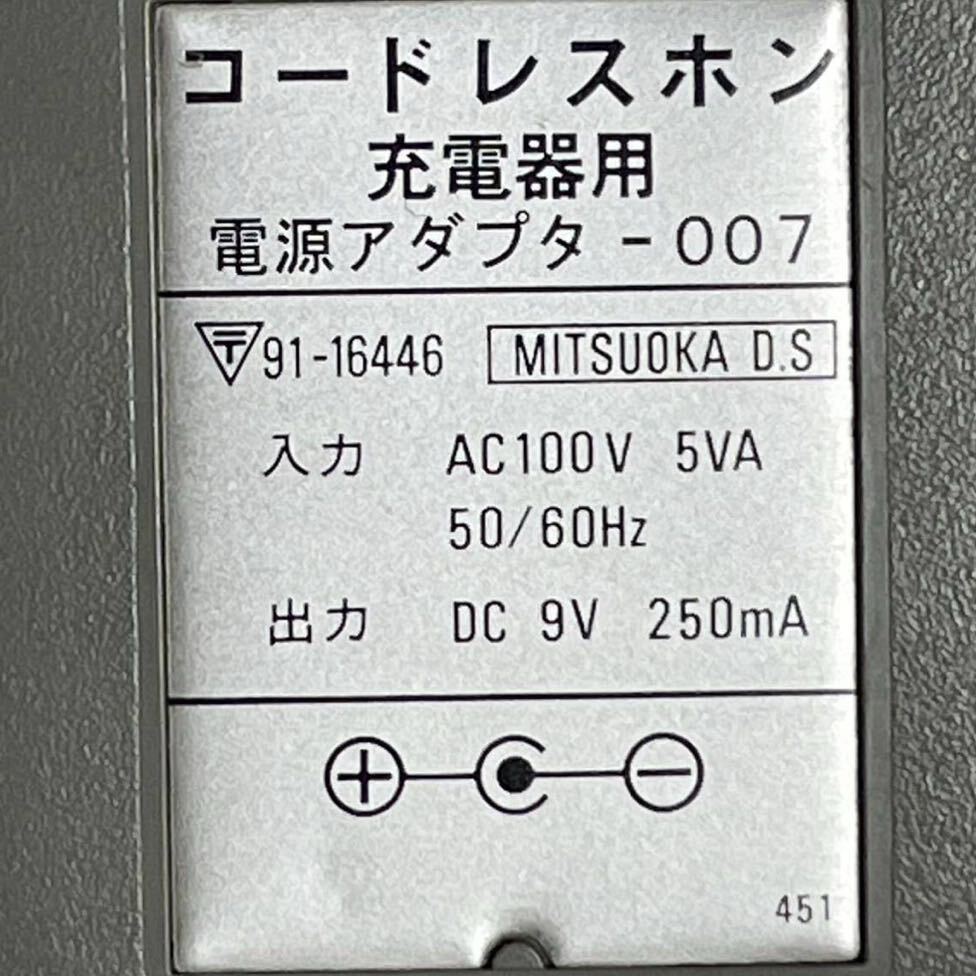 コードレスホン
充電器用
電源アダプタ-007
91-16446 MITSUOKA D.S
入力 AC100V 5VA
50/60Hz
出力 DC 9V 250mA
451